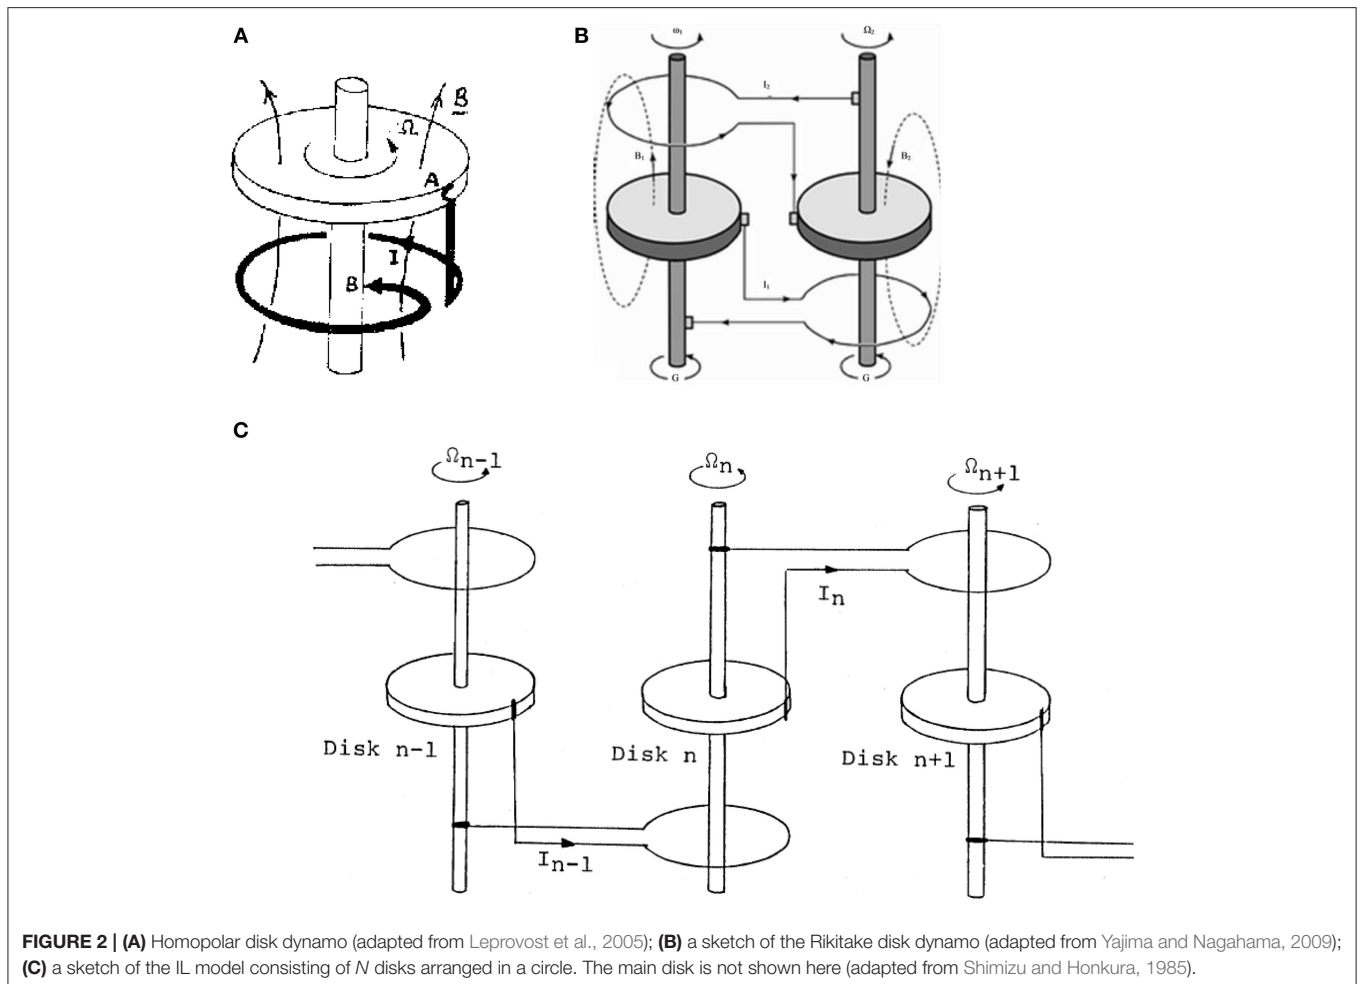 A
B
Ω
A
I
B
B
ω₁
Ω₂
I₂
B₁
B₂
I₁
G
G
C
Ωn-1
Ωn
Ωn+1
In
Disk n-1
Disk n
Disk n+1
In-1
FIGURE 2 | (A) Homopolar disk dynamo (adapted from Leprovost et al., 2005); (B) a sketch of the Rikitake disk dynamo (adapted from Yajima and Nagahama, 2009);
(C) a sketch of the IL model consisting of N disks arranged in a circle. The main disk is not shown here (adapted from Shimizu and Honkura, 1985).